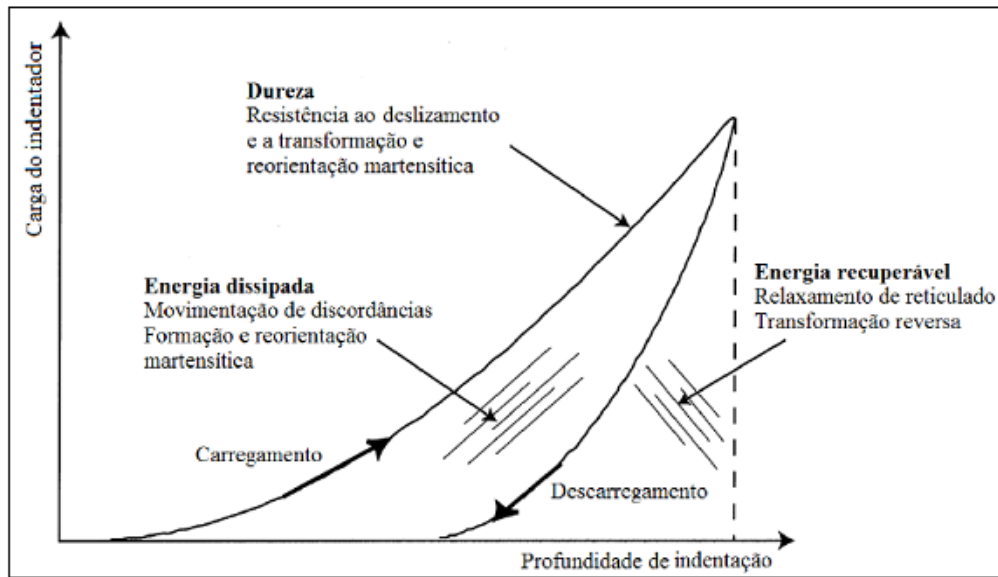 Carga do indentador
Dureza
Resistência ao deslizamento
e a transformação e
reorientação martensítica
Energia dissipada
Movimentação de discordâncias
Formação e reorientação
martensítica
Energia recuperável
Relaxamento de reticulado
Transformação reversa
Carregamento
Descarregamento
Profundidade de indentação